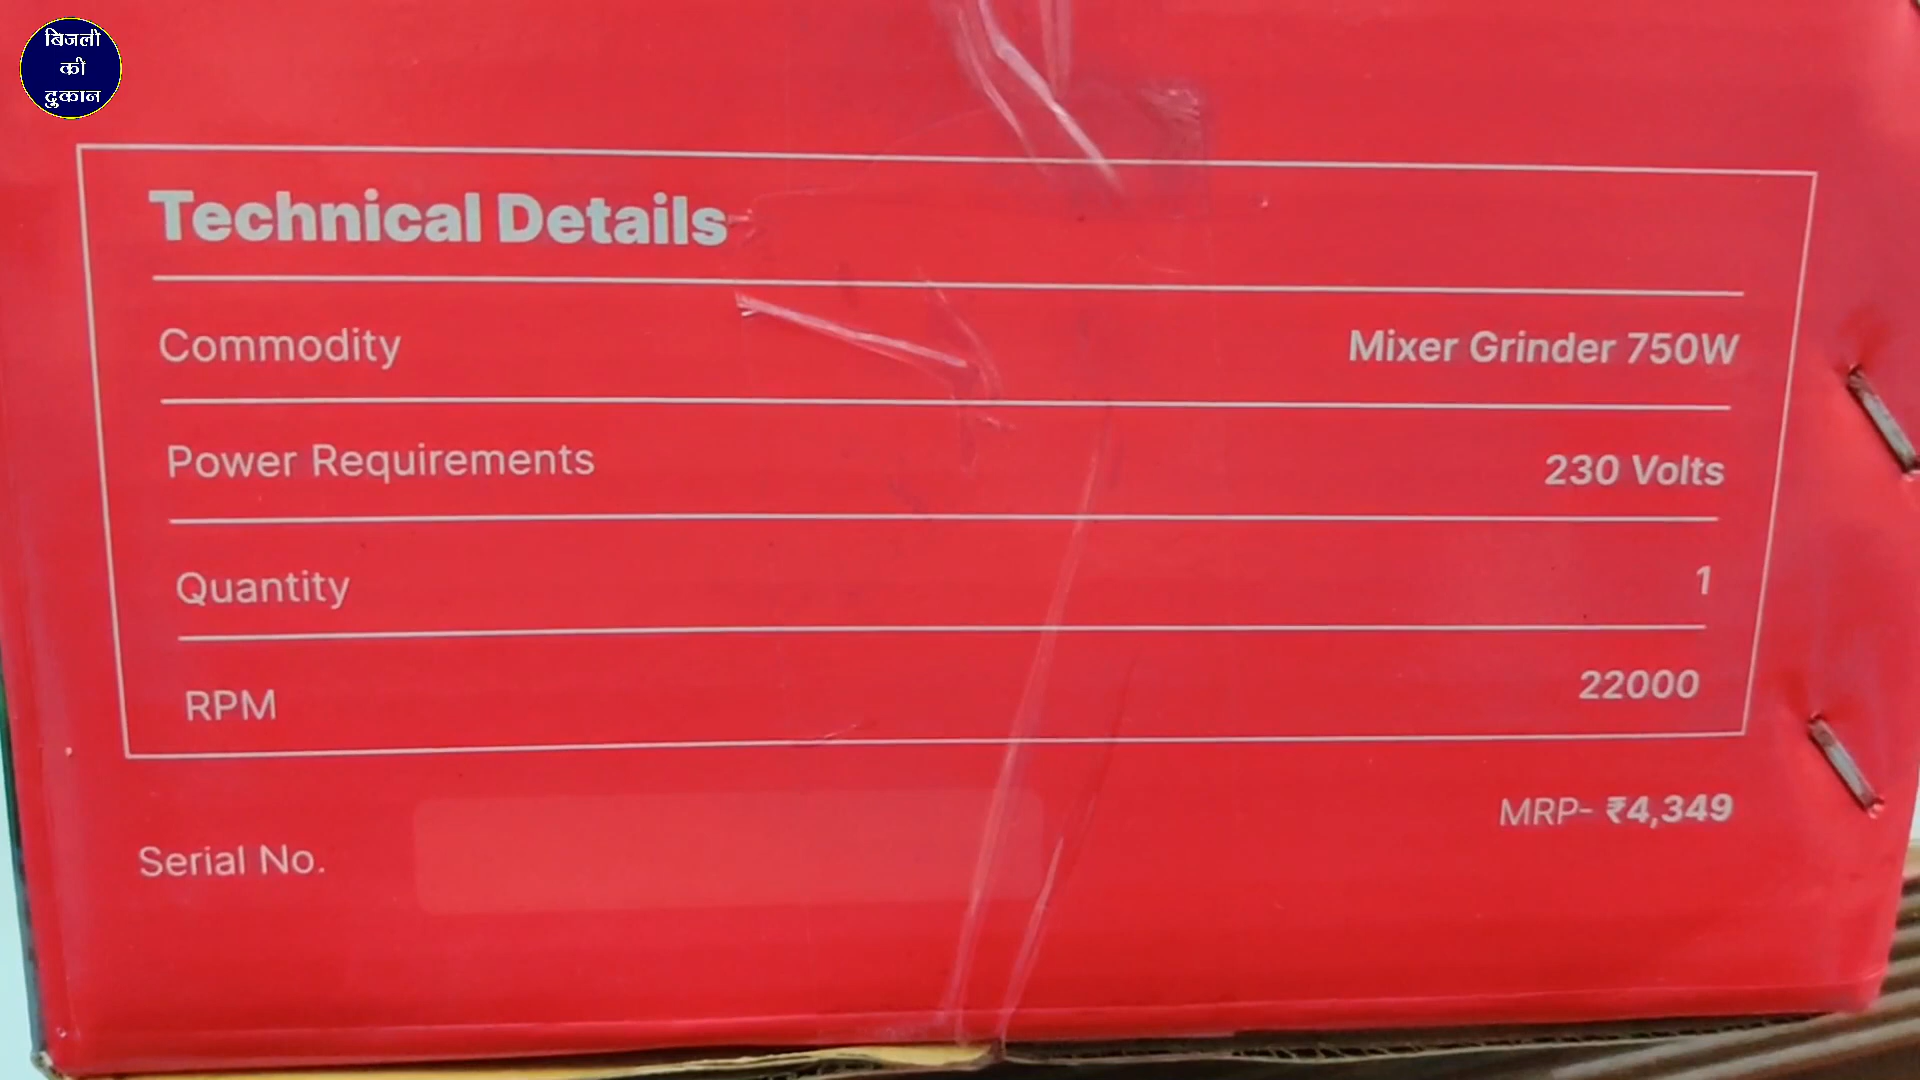 बिजली
की
दुकान
Technical Details
Commodity Mixer Grinder 750W
Power Requirements 230 Volts
Quantity 1
RPM 22000
MRP- ₹4,349
Serial No.